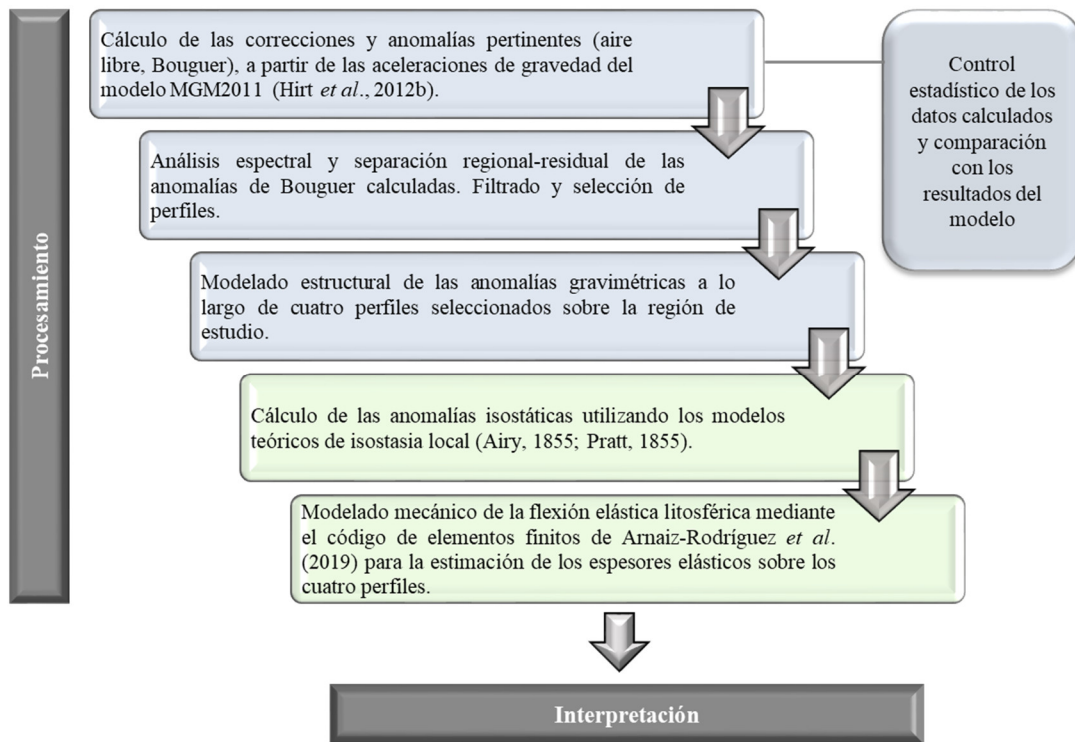 Procesamiento
Cálculo de las correcciones y anomalías pertinentes (aire
libre, Bouguer), a partir de las aceleraciones de gravedad del
modelo MGM2011 (Hirt et al., 2012b).
Control
estadístico de los
datos calculados
y comparación
con los
resultados del
modelo
Análisis espectral y separación regional-residual de las
anomalías de Bouguer calculadas. Filtrado y selección de
perfiles.
Modelado estructural de las anomalías gravimétricas a lo
largo de cuatro perfiles seleccionados sobre la región de
estudio.
Cálculo de las anomalías isostáticas utilizando los modelos
teóricos de isostasia local (Airy, 1855; Pratt, 1855).
Modelado mecánico de la flexión elástica litosférica mediante
el código de elementos finitos de Arnaiz-Rodríguez et al.
(2019) para la estimación de los espesores elásticos sobre los
cuatro perfiles.
Interpretación